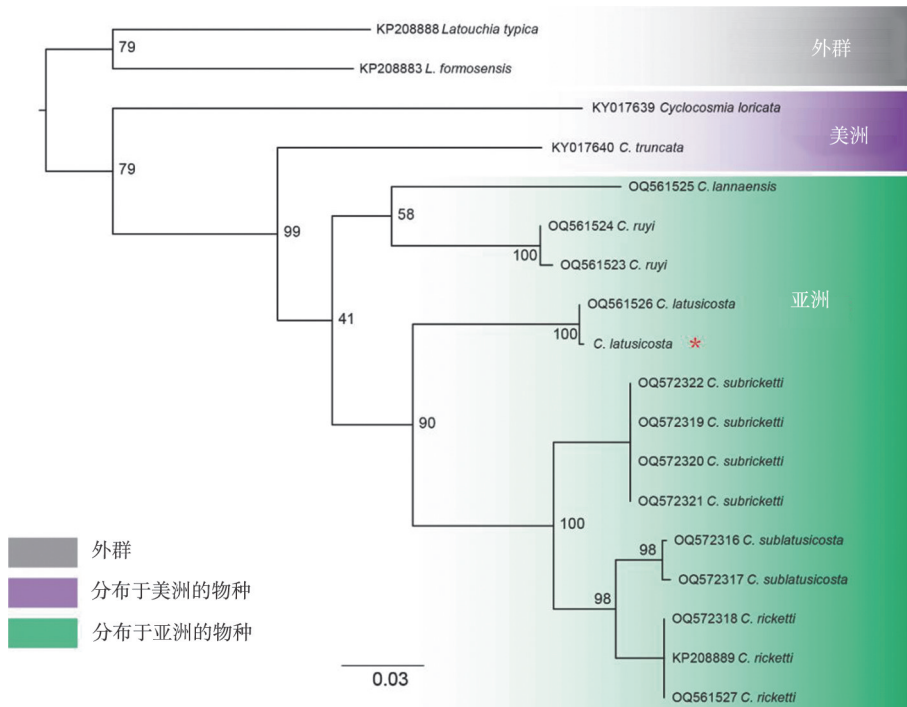 KP208888 Latouchia typica
79
KP208883 L. formosensis
外群
KY017639 Cyclocosmia loricata
美洲
79
KY017640 C. truncata
OQ561525 C. lannaensis
58
OQ561524 C. ruyi
99
100
OQ561523 C. ruyi
OQ561526 C. latusicosta
亚洲
41
100
C. latusicosta *
OQ572322 C. subricketti
90
OQ572319 C. subricketti
OQ572320 C. subricketti
OQ572321 C. subricketti
100
98
OQ572316 C. sublatusicosta
OQ572317 C. sublatusicosta
98
OQ572318 C. ricketti
KP208889 C. ricketti
OQ561527 C. ricketti
外群
分布于美洲的物种
分布于亚洲的物种
0.03